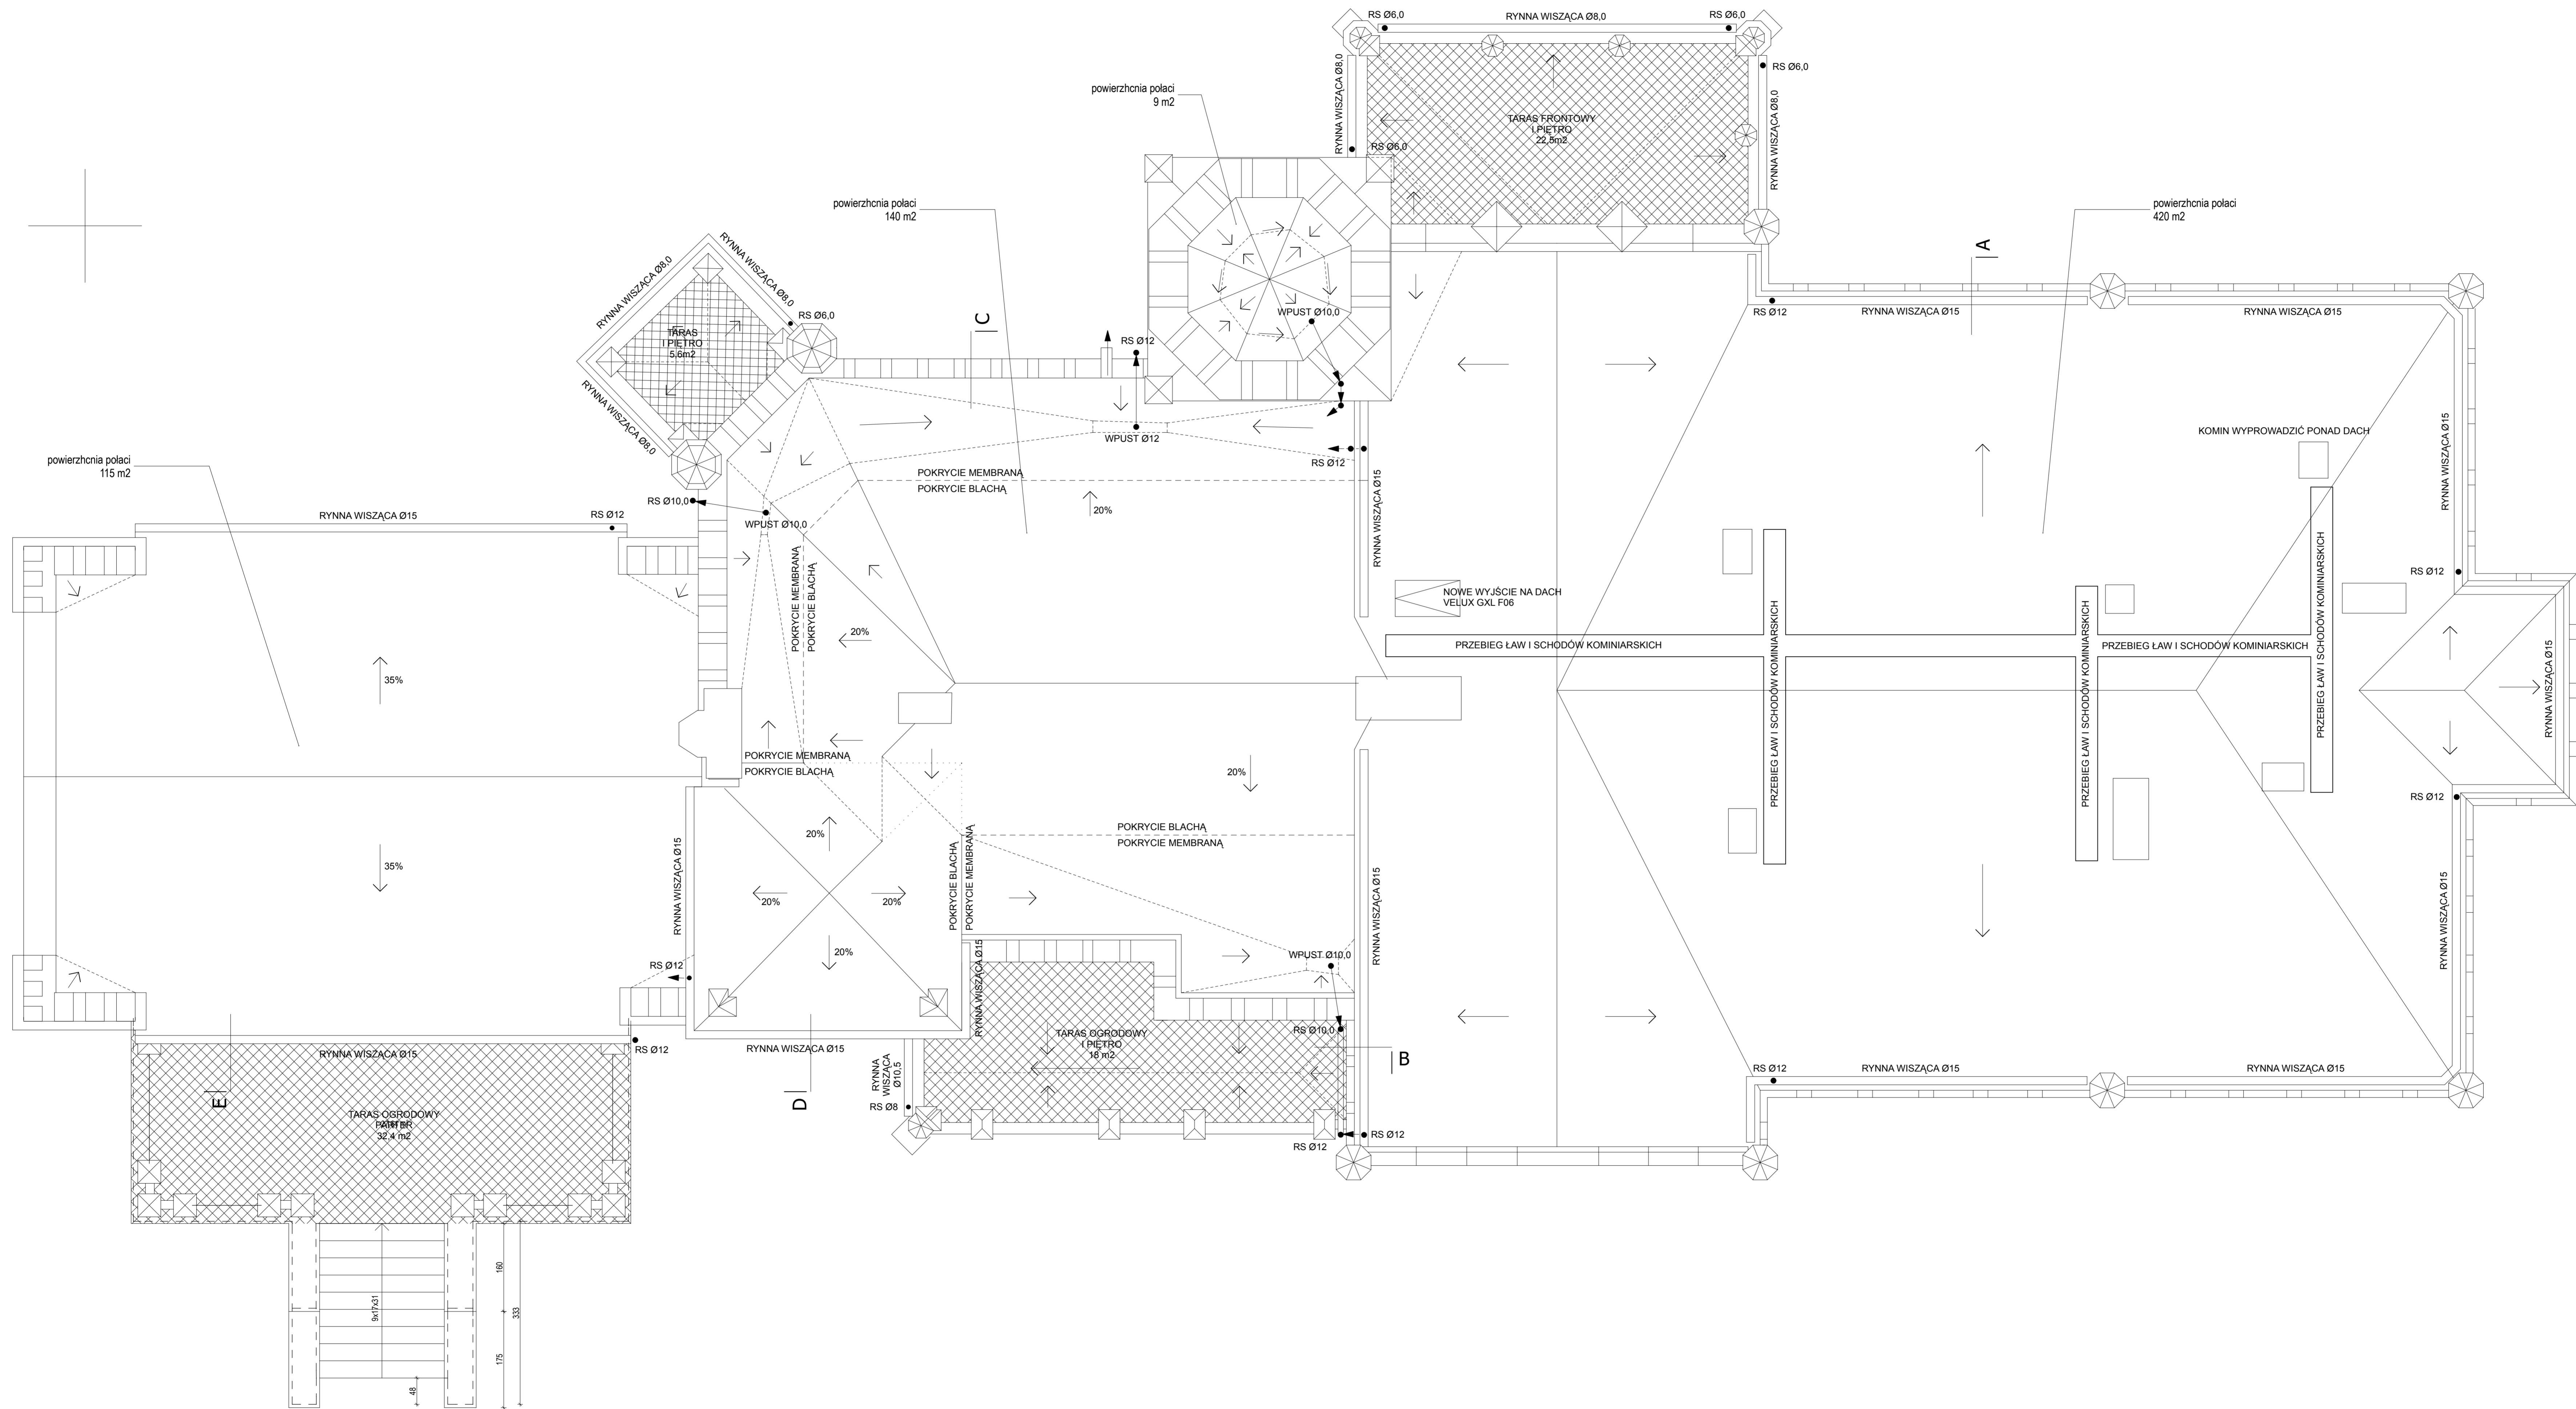 RS Ø6,0
RYNNA WISZĄCA Ø8,0
RS Ø6,0
RYNNA WISZĄCA Ø8,0
RS Ø6,0
RYNNA WISZĄCA Ø8,0
RS Ø6,0
TARAS FRONTOWY
I PIĘTRO
22,5m2
powierzhcnia połaci
9 m2
powierzhcnia połaci
140 m2
powierzhcnia połaci
420 m2
powierzhcnia połaci
115 m2
A
C
RYNNA WISZĄCA Ø8,0
RYNNA WISZĄCA Ø8,0
RYNNA WISZĄCA Ø8,0
RS Ø6,0
TARAS
I PIĘTRO
5,6m2
WPUST Ø10,0
RS Ø12
WPUST Ø12
RS Ø12
RYNNA WISZĄCA Ø15
RS Ø12
RYNNA WISZĄCA Ø15
RYNNA WISZĄCA Ø15
RYNNA WISZĄCA Ø15
KOMIN WYPROWADZIĆ PONAD DACH
POKRYCIE MEMBRANĄ
POKRYCIE BLACHĄ
20%
RS Ø10,0
WPUST Ø10,0
RYNNA WISZĄCA Ø15
RS Ø12
POKRYCIE MEMBRANĄ
POKRYCIE BLACHĄ
20%
NOWE WYJŚCIE NA DACH
VELUX GXL F06
RS Ø12
PRZEBIEG ŁAW I SCHODÓW KOMINIARSKICH
PRZEBIEG ŁAW I SCHODÓW KOMINIARSKICH
PRZEBIEG ŁAW I SCHODÓW KOMINIARSKICH
PRZEBIEG ŁAW I SCHODÓW KOMINIARSKICH
PRZEBIEG ŁAW I SCHODÓW KOMINIARSKICH
RYNNA WISZĄCA Ø15
35%
35%
POKRYCIE MEMBRANĄ
POKRYCIE BLACHĄ
20%
POKRYCIE BLACHĄ
POKRYCIE MEMBRANĄ
RS Ø12
RYNNA WISZĄCA Ø15
20%
20%
20%
20%
POKRYCIE BLACHĄ
POKRYCIE MEMBRANĄ
RYNNA WISZĄCA Ø15
RYNNA WISZĄCA Ø15
RYNNA WISZĄCA Ø15
RS Ø12
WPUST Ø10,0
RS Ø10,0
TARAS OGRODOWY
I PIĘTRO
18 m2
B
RYNNA WISZĄCA Ø15
RS Ø12
RYNNA WISZĄCA Ø15
RYNNA
WISZĄCA
Ø10,5
RS Ø8
RS Ø12
RS Ø12
RS Ø12
RYNNA WISZĄCA Ø15
RYNNA WISZĄCA Ø15
E
D
TARAS OGRODOWY
PARTER
32,4 m2
9x17x31
160
333
175
48